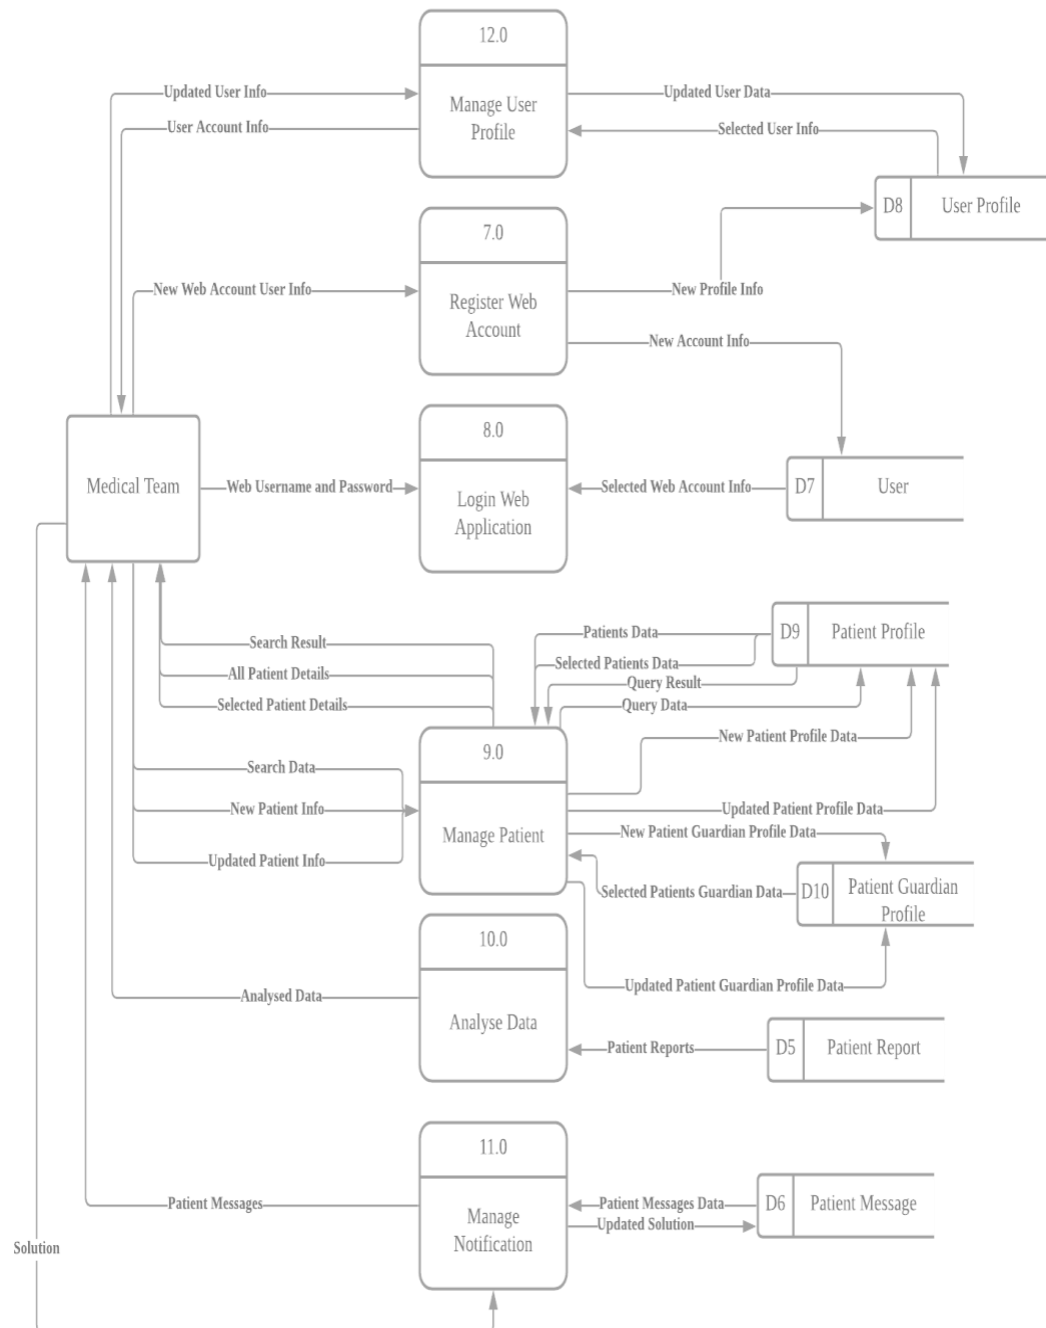 12.0
Updated User Info
Manage User
Profile
Updated User Data
User Account Info
Selected User Info
D8
User Profile
7.0
New Web Account User Info
Register Web
Account
New Profile Info
New Account Info
8.0
Medical Team
Web Username and Password
Login Web
Application
Selected Web Account Info
D7
User
D9
Patient Profile
Patients Data
Search Result
Selected Patients Data
All Patient Details
Query Result
Selected Patient Details
Query Data
9.0
New Patient Profile Data
Search Data
New Patient Info
Manage Patient
Updated Patient Profile Data
New Patient Guardian Profile Data
Updated Patient Info
Selected Patients Guardian Data
D10
Patient Guardian
Profile
10.0
Updated Patient Guardian Profile Data
Analysed Data
Analyse Data
Patient Reports
D5
Patient Report
11.0
Patient Messages
Manage
Notification
Patient Messages Data
Updated Solution
D6
Patient Message
Solution